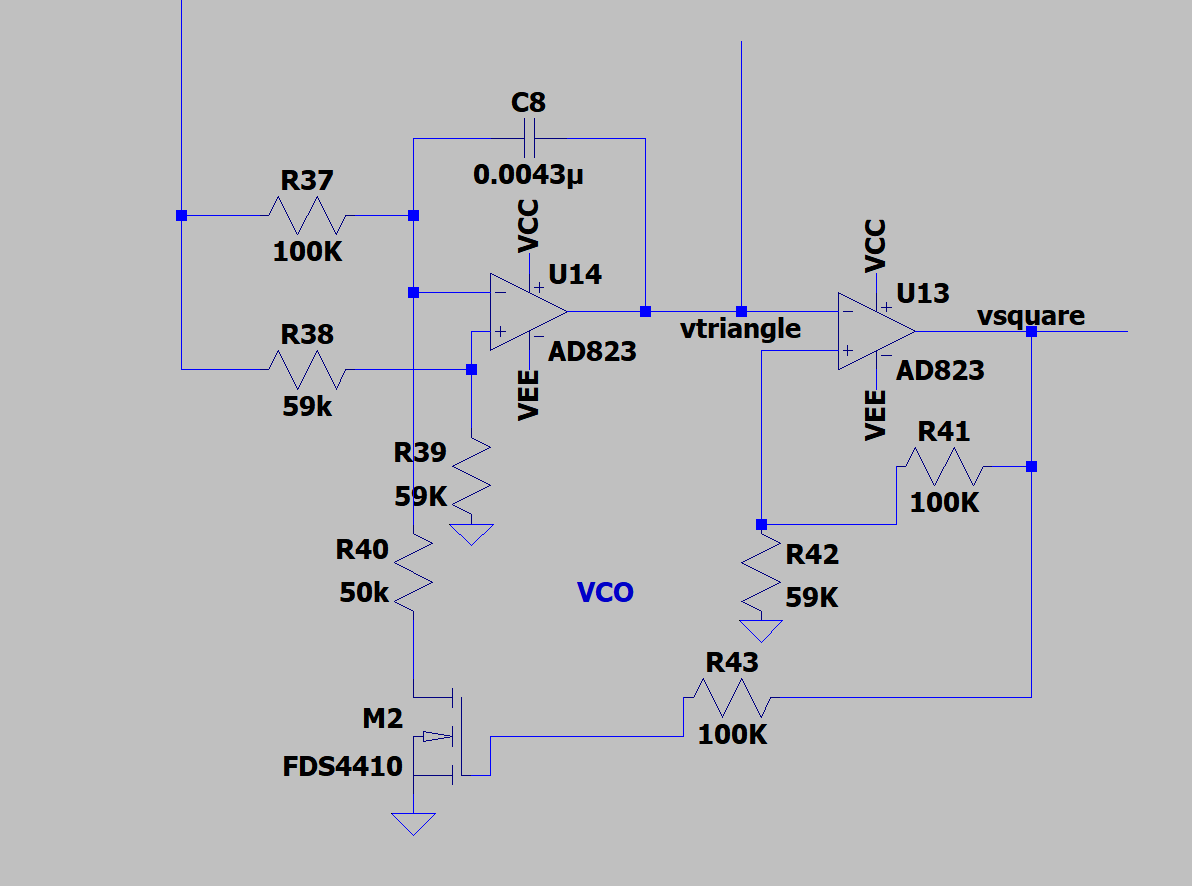 C8
0.0043µ
R37
100K
VCC
U14
AD823
VEE
R38
59k
vtriangle
VCC
U13
AD823
VEE
vsquare
R39
59K
R41
100K
R40
50k
VCO
R42
59K
R43
100K
M2
FDS4410